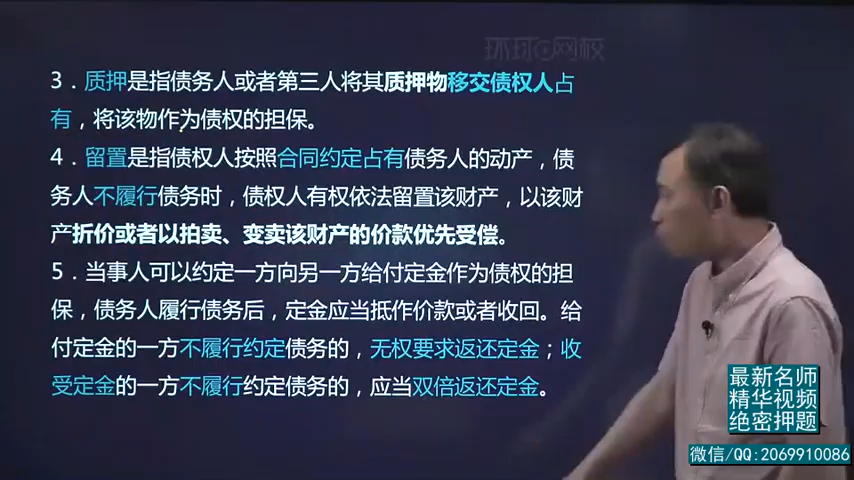 环球网校
3．质押是指债务人或者第三人将其质押物移交债权人占
有，将该物作为债权的担保。
4．留置是指债权人按照合同约定占有债务人的动产，债
务人不履行债务时，债权人有权依法留置该财产，以该财
产折价或者以拍卖、变卖该财产的价款优先受偿。
5．当事人可以约定一方向另一方给付定金作为债权的担
保，债务人履行债务后，定金应当抵作价款或者收回。给
付定金的一方不履行约定债务的，无权要求返还定金；收
受定金的一方不履行约定债务的，应当双倍返还定金。
最新名师
精华视频
绝密押题
微信/QQ:2069910086